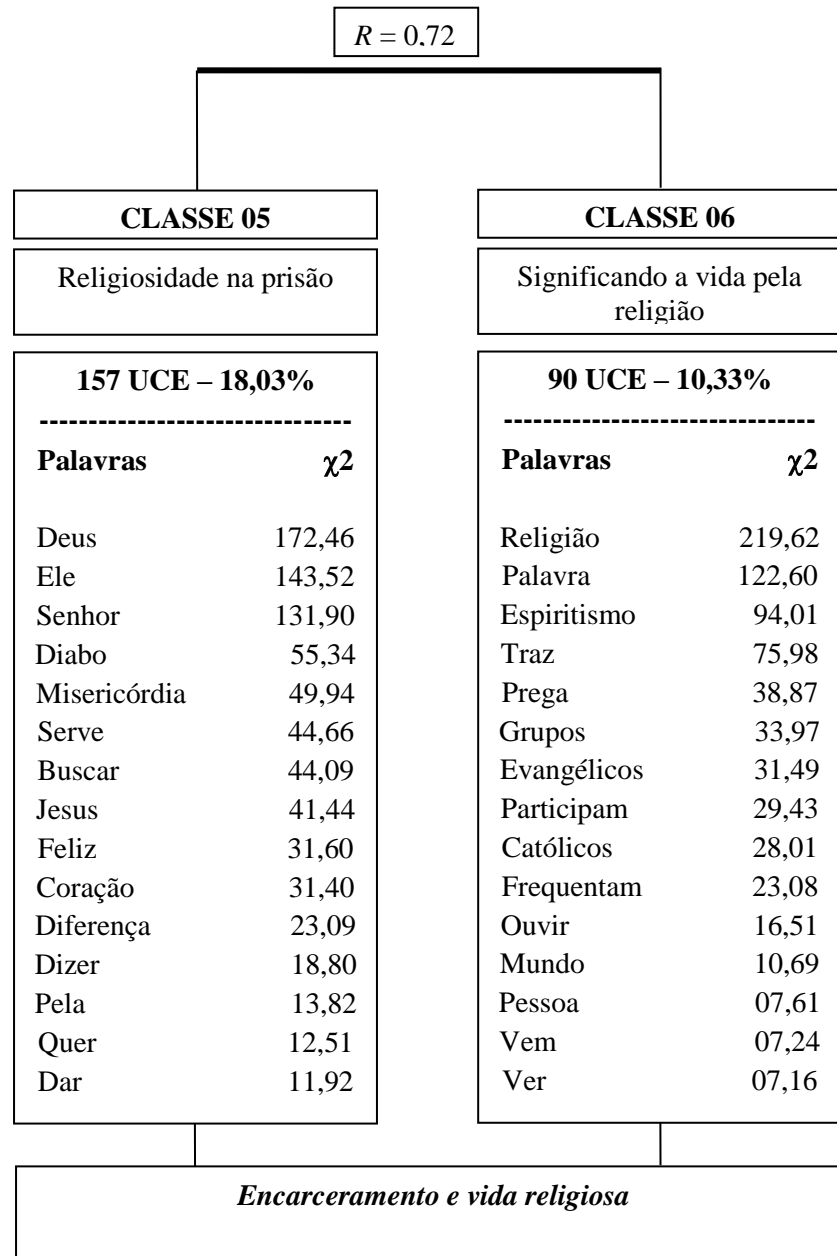 R = 0,72
CLASSE 05
Religiosidade na prisão
157 UCE – 18,03%
---------------------------------
Palavras χ2
Deus 172,46
Ele 143,52
Senhor 131,90
Diabo 55,34
Misericórdia 49,94
Serve 44,66
Buscar 44,09
Jesus 41,44
Feliz 31,60
Coração 31,40
Diferença 23,09
Dizer 18,80
Pela 13,82
Quer 12,51
Dar 11,92
CLASSE 06
Significando a vida pela
religião
90 UCE – 10,33%
---------------------------------
Palavras χ2
Religião 219,62
Palavra 122,60
Espiritismo 94,01
Traz 75,98
Prega 38,87
Grupos 33,97
Evangélicos 31,49
Participam 29,43
Católicos 28,01
Frequentam 23,08
Ouvir 16,51
Mundo 10,69
Pessoa 07,61
Vem 07,24
Ver 07,16
Encarceramento e vida religiosa